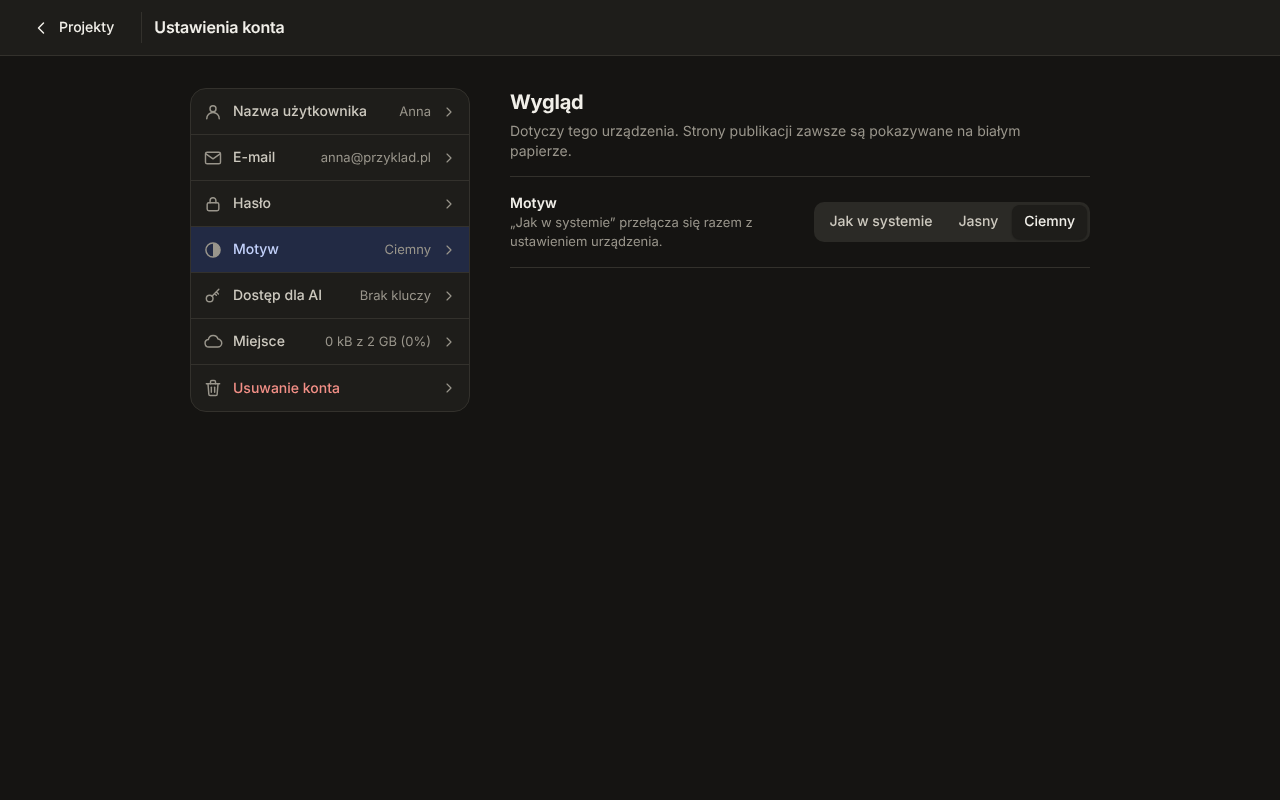 Projekty
Ustawienia konta
Nazwa użytkownika Anna
E-mail anna@przyklad.pl
Hasło
Motyw Ciemny
Dostęp dla AI Brak kluczy
Miejsce 0 kB z 2 GB (0%)
Usuwanie konta
Wygląd
Dotyczy tego urządzenia. Strony publikacji zawsze są pokazywane na białym
papierze.
Motyw
„Jak w systemie” przełącza się razem z
ustawieniem urządzenia.
Jak w systemie Jasny Ciemny